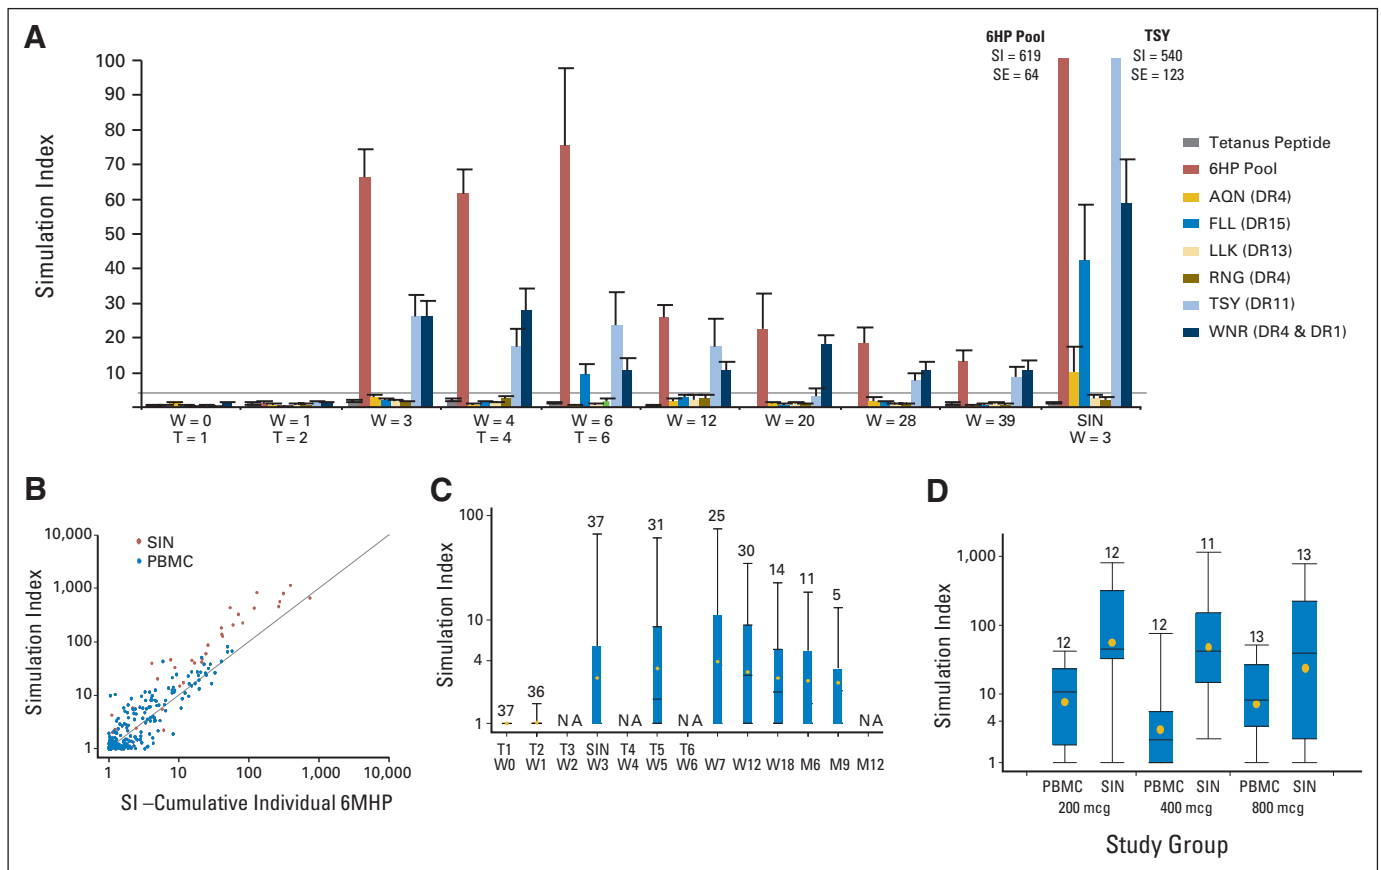 A
6HP Pool
SI = 619
SE = 64
TSY
SI = 540
SE = 123
100
90
80
70
60
50
40
30
20
10
Simulation Index
Tetanus Peptide
6HP Pool
AQN (DR4)
FLL (DR15)
LLK (DR13)
RNG (DR4)
TSY (DR11)
WNR (DR4 & DR1)
W = 0 W = 1 W = 3 W = 4 W = 6 W = 12 W = 20 W = 28 W = 39 SIN
T = 1 T = 2 T = 4 T = 6 W = 3
B
10,000
1,000
100
10
1
Simulation Index
SIN
PBMC
1 10 100 1,000 10,000
SI –Cumulative Individual 6MHP
C
100
10
4
1
Simulation Index
37 36 N A 37 N A 31 N A 25 30 14 11 5 N A
T1 T2 T3 SIN T4 T5 T6
W0 W1 W2 W3 W4 W5 W6 W7 W12 W18 M6 M9 M12
D
1,000
100
10
4
1
Simulation Index
12 12 12 11 13 13
PBMC SIN PBMC SIN PBMC SIN
200 mcg 400 mcg 800 mcg
Study Group